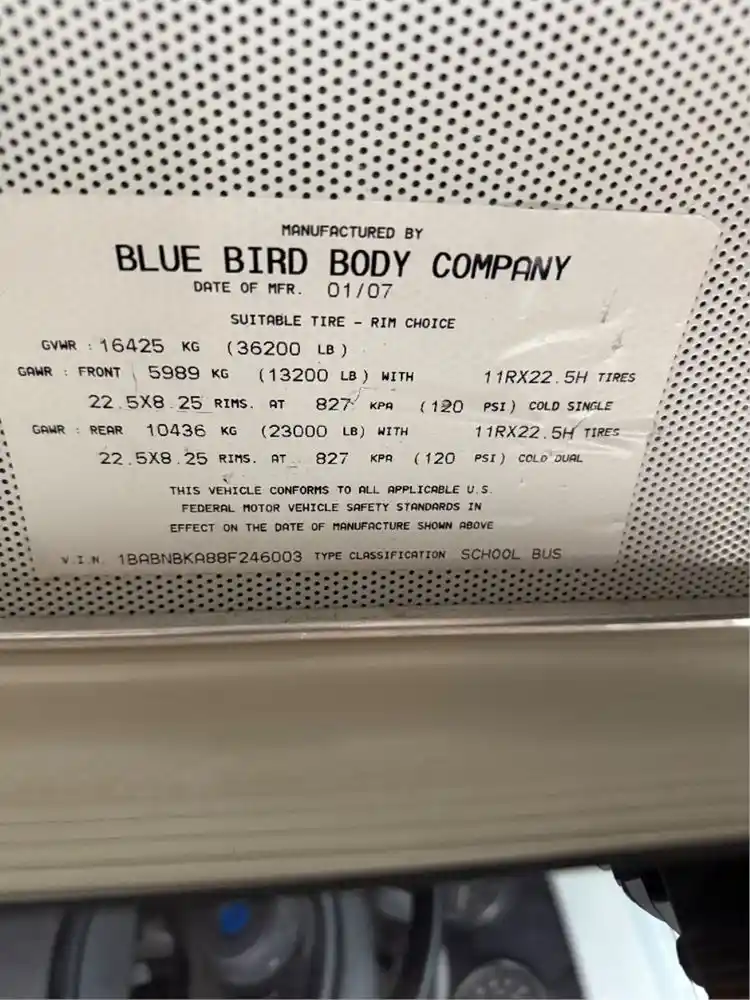 MANUFACTURED BY
BLUE BIRD BODY COMPANY
DATE OF MFR. 01/07
SUITABLE TIRE - RIM CHOICE
GVWR : 16425 KG (36200 LB)
GAWR : FRONT 5989 KG (13200 LB) WITH 11RX22.5H TIRES
22.5X8.25 RIMS. AT 827 KPA (120 PSI) COLD SINGLE
GAWR : REAR 10436 KG (23000 LB) WITH 11RX22.5H TIRES
22.5X8.25 RIMS. AT 827 KPA (120 PSI) COLD DUAL
THIS VEHICLE CONFORMS TO ALL APPLICABLE U.S.
FEDERAL MOTOR VEHICLE SAFETY STANDARDS IN
EFFECT ON THE DATE OF MANUFACTURE SHOWN ABOVE
V.I.N. 1BABNBKA88F246003 TYPE CLASSIFICATION SCHOOL BUS